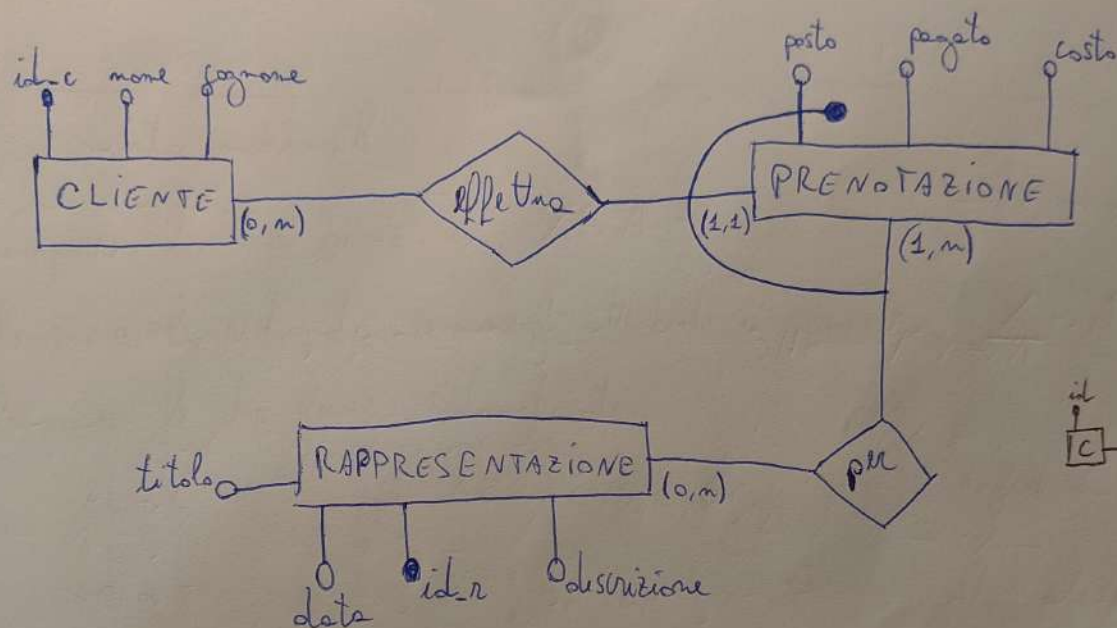 id_c nome cognome
posto pagato costo
CLIENTE
(0,n)
effettua
(1,1)
PRENOTAZIONE
(1,n)
titolo
RAPPRESENTAZIONE
(0,n)
per
data
id_r
descrizione
id
C